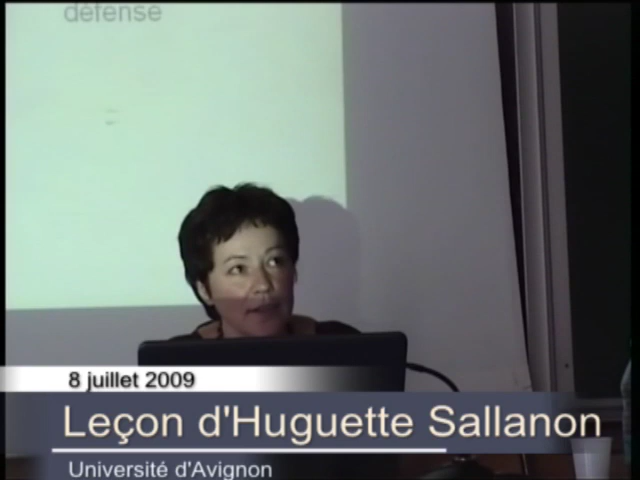 défense
8 juillet 2009
Leçon d'Huguette Sallanon
Université d'Avignon